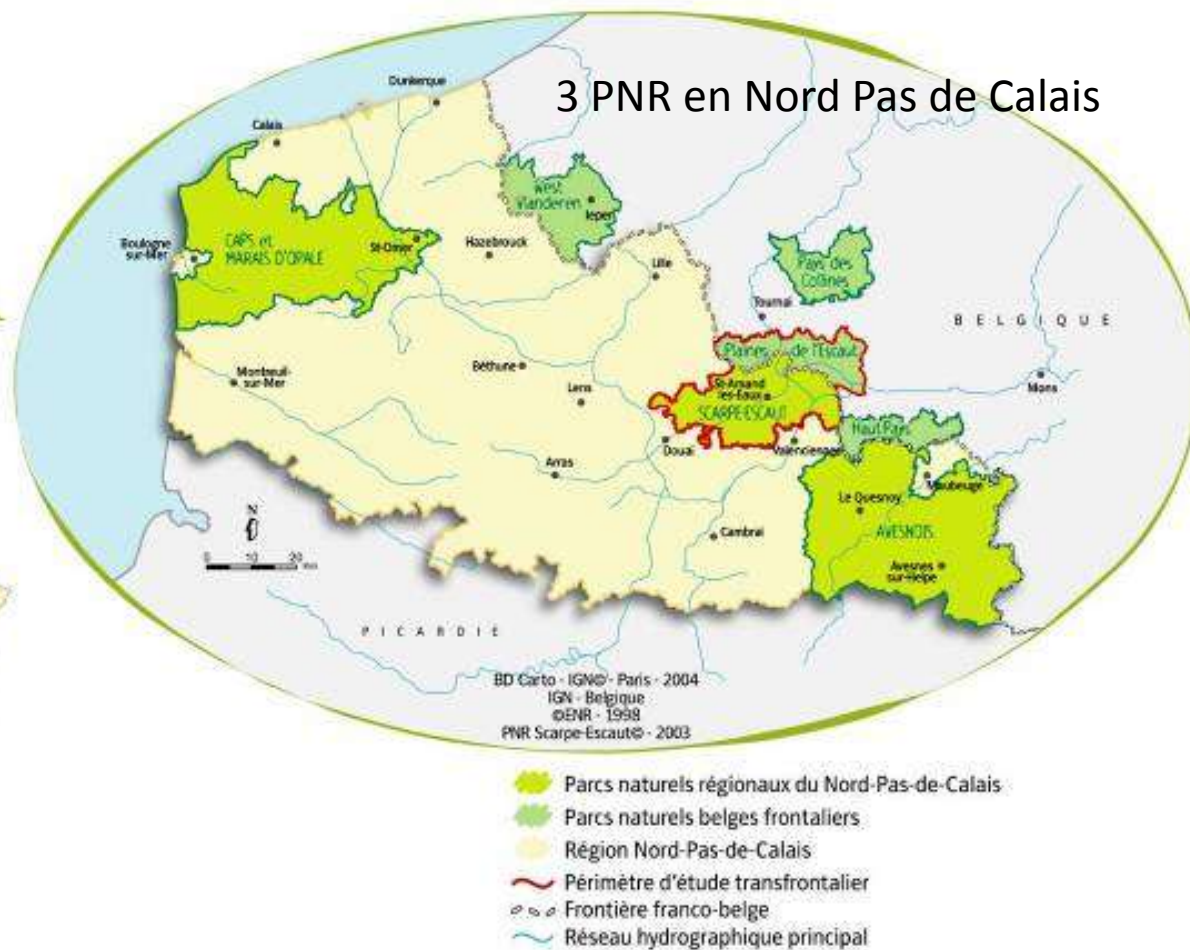 3 PNR en Nord Pas de Calais
Dunkerque
Calais
West
Vlanderen
Ieper
Boulogne
sur-Mer
CAPS et
MARAIS D'OPALE
St-Omer
Hazebrouck
Lille
Pays des
Collines
Tournai
BELGIQUE
Montreuil-
sur-Mer
Béthune
Lens
Plaines de l'Escaut
St-Amand
les-Eaux
SCARPE-ESCAUT
Mons
Douai
Valenciennes
Haut Pays
Arras
Maubeuge
Le Quesnoy
AVESNOIS
Cambrai
Avesnes
sur-Helpe
N
0 10 20 km
PICARDIE
BD Carto - IGN© - Paris - 2004
IGN - Belgique
©ENR - 1998
PNR Scarpe-Escaut© - 2003
Parcs naturels régionaux du Nord-Pas-de-Calais
Parcs naturels belges frontaliers
Région Nord-Pas-de-Calais
Périmètre d'étude transfrontalier
Frontière franco-belge
Réseau hydrographique principal